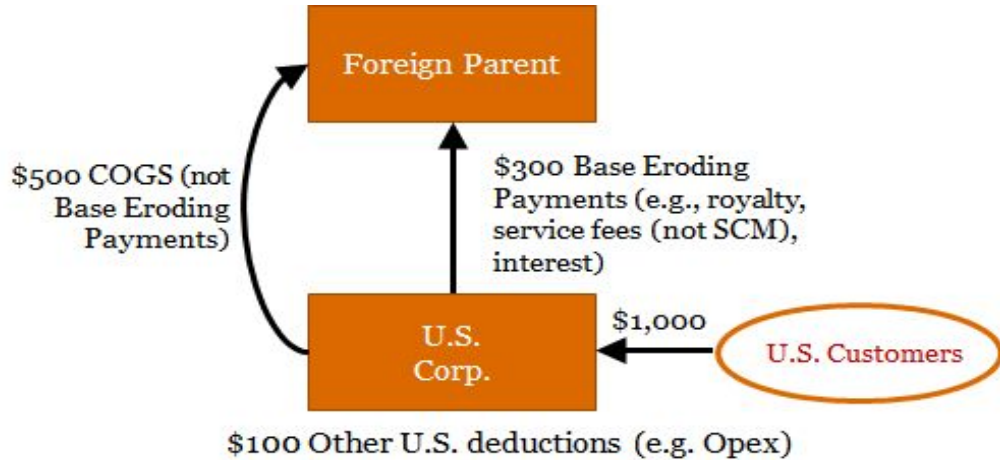 Foreign Parent
$500 COGS (not
Base Eroding
Payments)
$300 Base Eroding
Payments (e.g., royalty,
service fees (not SCM),
interest)
U.S.
Corp.
$1,000
U.S. Customers
$100 Other U.S. deductions (e.g. Opex)